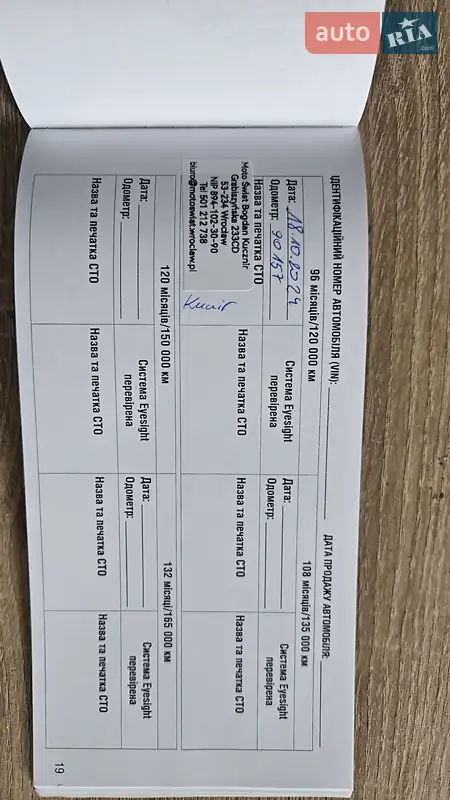 auto RIA
.com
ІДЕНТИФІКАЦІЙНИЙ НОМЕР АВТОМОБІЛЯ (VIN):
ДАТА ПРОДАЖУ АВТОМОБІЛЯ:
96 місяців/120 000 км
Дата: 18.10.2024
Одометр: 90157
Назва та печатка СТО
Moto Świat Bogdan Kucznir
Grabiszyńska 233CD
53-234 Wrocław
NIP 894-102-30-90
Tel 501 212 738
biuro@motoswiat.wroclaw.pl
Система Eyesight
перевірена
Назва та печатка СТО
108 місяців/135 000 км
Дата:
Одометр:
Назва та печатка СТО
Система Eyesight
перевірена
Назва та печатка СТО
120 місяців/150 000 км
Дата:
Одометр:
Назва та печатка СТО
Система Eyesight
перевірена
Назва та печатка СТО
132 місяці/165 000 км
Дата:
Одометр:
Назва та печатка СТО
Система Eyesight
перевірена
Назва та печатка СТО
19